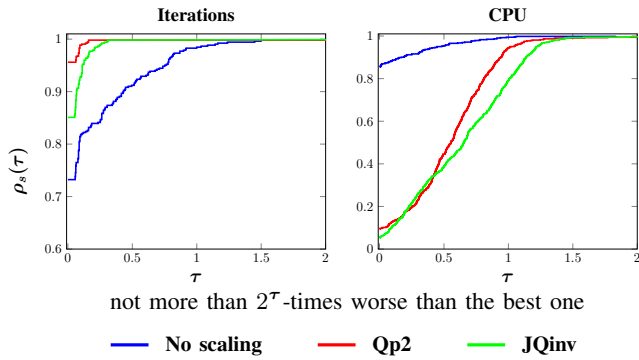 Iterations
CPU
1
0.9
0.8
0.7
0.6
ρs(τ)
0 0.5 1 1.5 2
τ
1
0.8
0.6
0.4
0.2
0
0 0.5 1 1.5 2
τ
not more than 2^τ-times worse than the best one
No scaling Qp2 JQinv